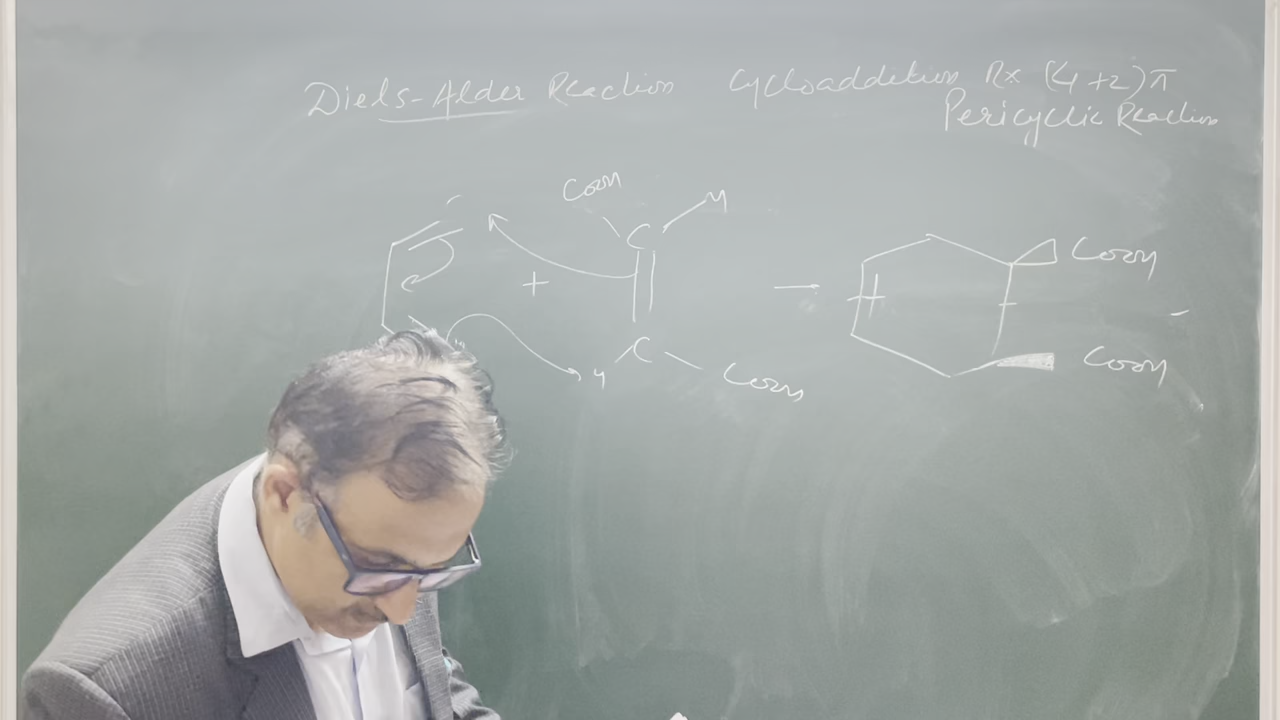 Diels-Alder Reaction Cycloaddition Rx (4+2)π
Pericyclic Reaction
COOH H
C
+
C
H COOH
COOH
COOH